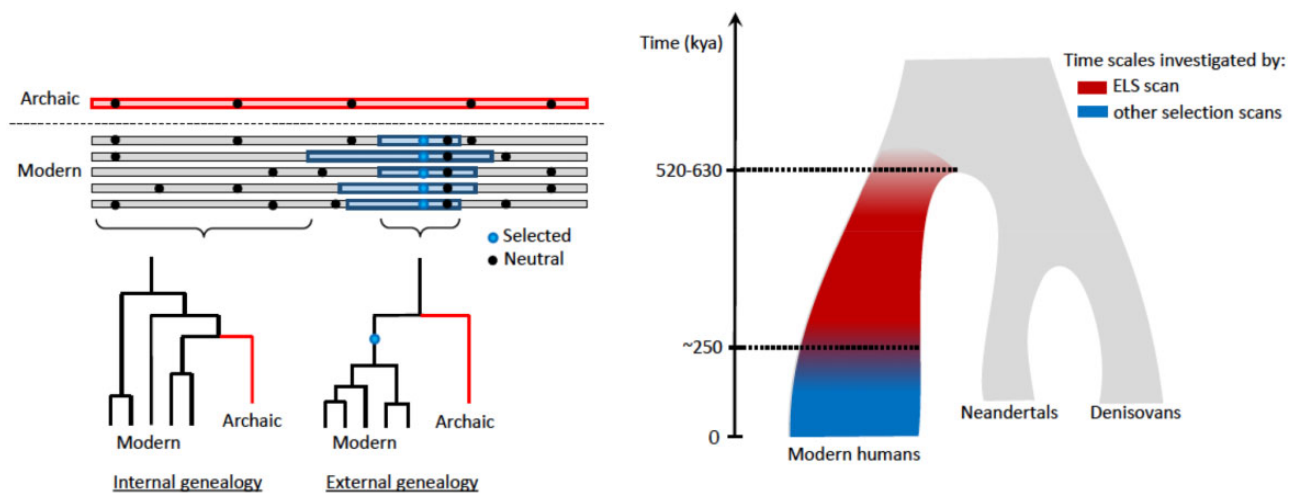 Archaic
Modern
Selected
Neutral
Archaic
Modern
Internal genealogy
Archaic
Modern
External genealogy
Time (kya)
Time scales investigated by:
ELS scan
other selection scans
520-630
~250
0
Neandertals
Denisovans
Modern humans